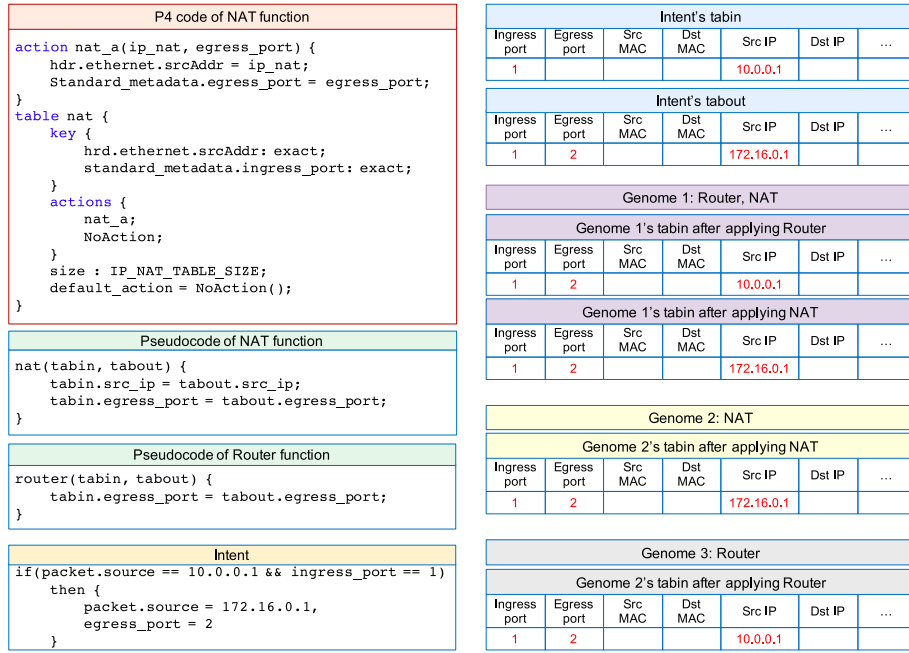 P4 code of NAT function
action nat_a(ip_nat, egress_port) {
hdr.ethernet.srcAddr = ip_nat;
Standard_metadata.egress_port = egress_port;
}
table nat {
key {
hrd.ethernet.srcAddr: exact;
standard_metadata.ingress_port: exact;
}
actions {
nat_a;
NoAction;
}
size : IP_NAT_TABLE_SIZE;
default_action = NoAction();
}
Pseudocode of NAT function
nat(tabin, tabout) {
tabin.src_ip = tabout.src_ip;
tabin.egress_port = tabout.egress_port;
}
Pseudocode of Router function
router(tabin, tabout) {
tabin.egress_port = tabout.egress_port;
}
Intent
if(packet.source == 10.0.0.1 && ingress_port == 1)
then {
packet.source = 172.16.0.1,
egress_port = 2
}
Intent's tabin
Ingress port Egress port Src MAC Dst MAC Src IP Dst IP ...
1 10.0.0.1
Intent's tabout
Ingress port Egress port Src MAC Dst MAC Src IP Dst IP ...
1 2 172.16.0.1
Genome 1: Router, NAT
Genome 1's tabin after applying Router
Ingress port Egress port Src MAC Dst MAC Src IP Dst IP ...
1 2 10.0.0.1
Genome 1's tabin after applying NAT
Ingress port Egress port Src MAC Dst MAC Src IP Dst IP ...
1 2 172.16.0.1
Genome 2: NAT
Genome 2's tabin after applying NAT
Ingress port Egress port Src MAC Dst MAC Src IP Dst IP ...
1 2 172.16.0.1
Genome 3: Router
Genome 2's tabin after applying Router
Ingress port Egress port Src MAC Dst MAC Src IP Dst IP ...
1 2 10.0.0.1